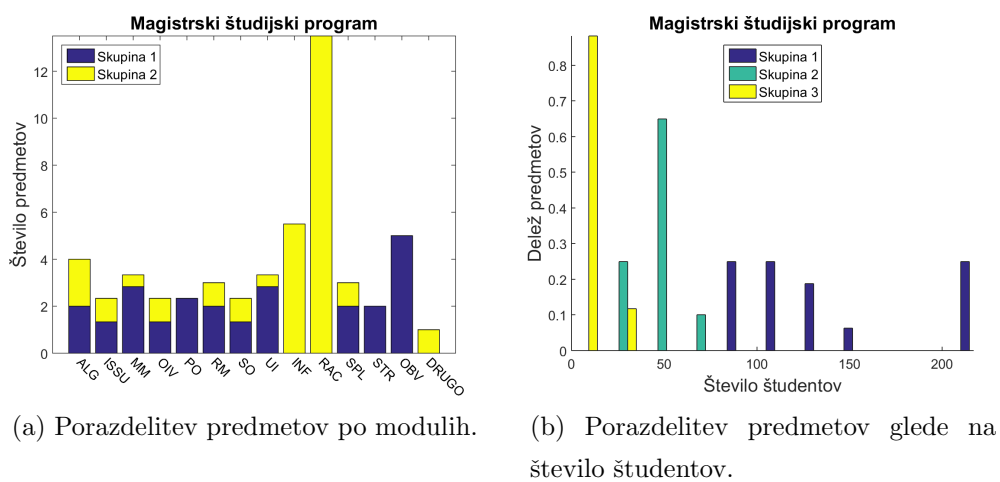 Magistrski študijski program
Skupina 1
Skupina 2
Število predmetov
12
10
8
6
4
2
0
ALG
ISSU
MM
OIV
PO
RM
SO
UI
INF
RAC
SPL
STR
OBV
DRUGO
(a) Porazdelitev predmetov po modulih.
Magistrski študijski program
Skupina 1
Skupina 2
Skupina 3
Delež predmetov
0.8
0.7
0.6
0.5
0.4
0.3
0.2
0.1
0
0
50
100
150
200
Število študentov
(b) Porazdelitev predmetov glede na
število študentov.